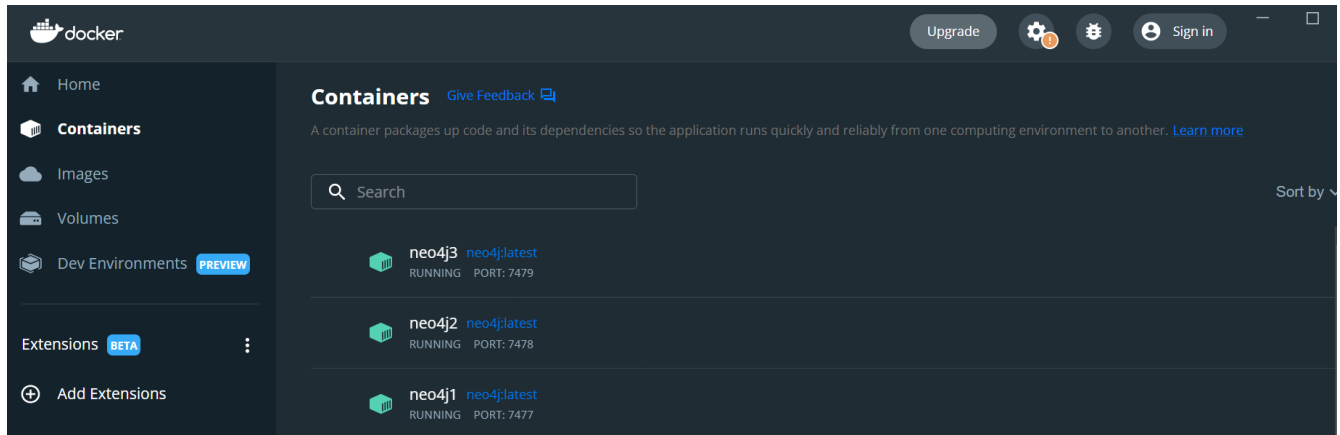 docker
Upgrade
!
Sign in
Home
Containers
Images
Volumes
Dev Environments PREVIEW
Extensions BETA
Add Extensions
Containers Give Feedback
A container packages up code and its dependencies so the application runs quickly and reliably from one computing environment to another. Learn more
Search
Sort by
neo4j3 neo4j:latest
RUNNING PORT: 7479
neo4j2 neo4j:latest
RUNNING PORT: 7478
neo4j1 neo4j:latest
RUNNING PORT: 7477